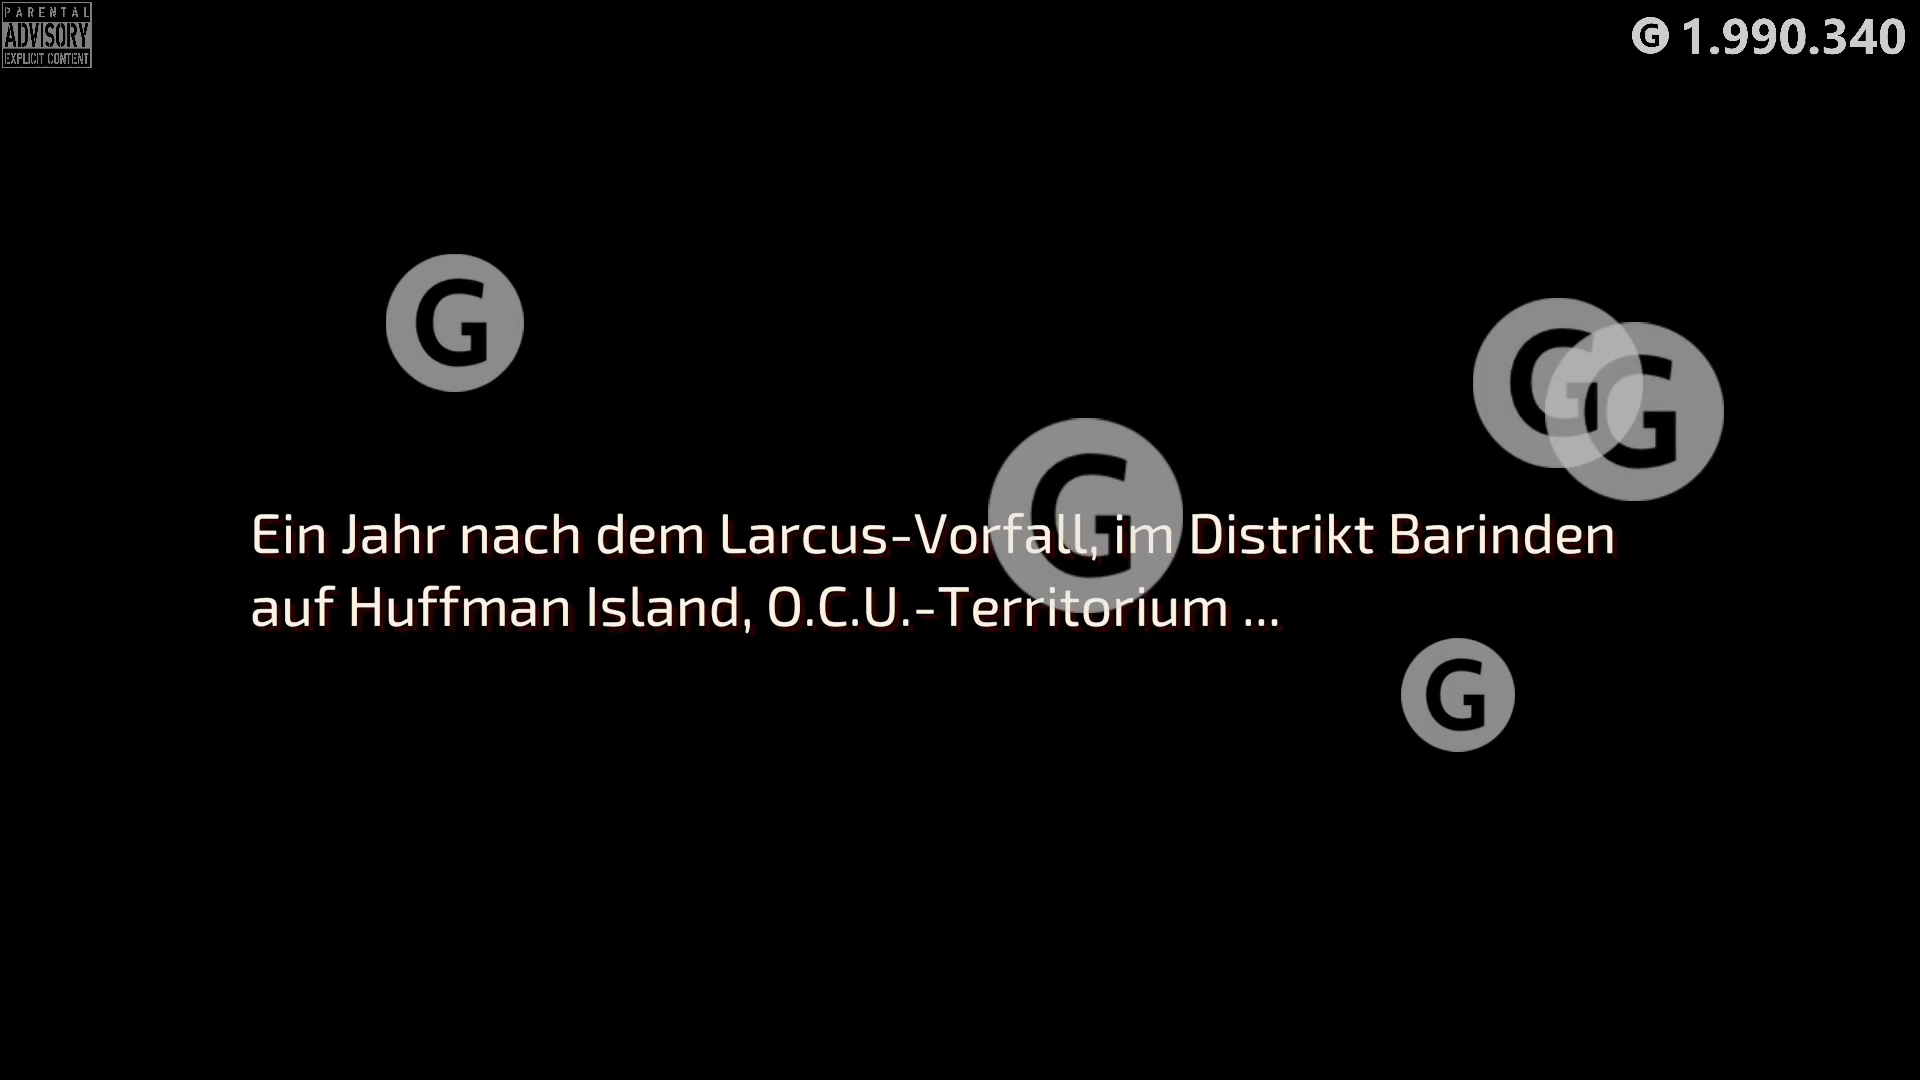 PARENTAL
ADVISORY
EXPLICIT CONTENT
G 1.990.340
G
G
G
G
Ein Jahr nach dem Larcus-Vorfall, im Distrikt Barinden
auf Huffman Island, O.C.U.-Territorium ...
G